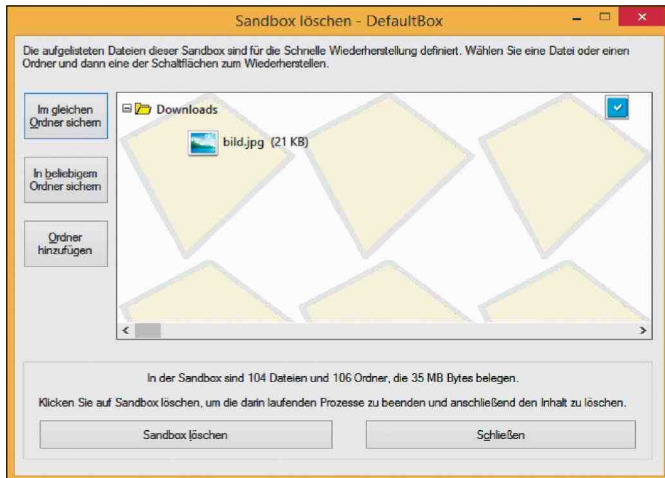 Sandbox löschen - DefaultBox
Die aufgelisteten Dateien dieser Sandbox sind für die Schnelle Wiederherstellung definiert. Wählen Sie eine Datei oder einen
Ordner und dann eine der Schaltflächen zum Wiederherstellen.
Im gleichen
Ordner sichern
Downloads
bild.jpg (21 KB)
In beliebigem
Ordner sichern
Ordner
hinzufügen
In der Sandbox sind 104 Dateien und 106 Ordner, die 35 MB Bytes belegen.
Klicken Sie auf Sandbox löschen, um die darin laufenden Prozesse zu beenden und anschließend den Inhalt zu löschen.
Sandbox löschen
Schließen